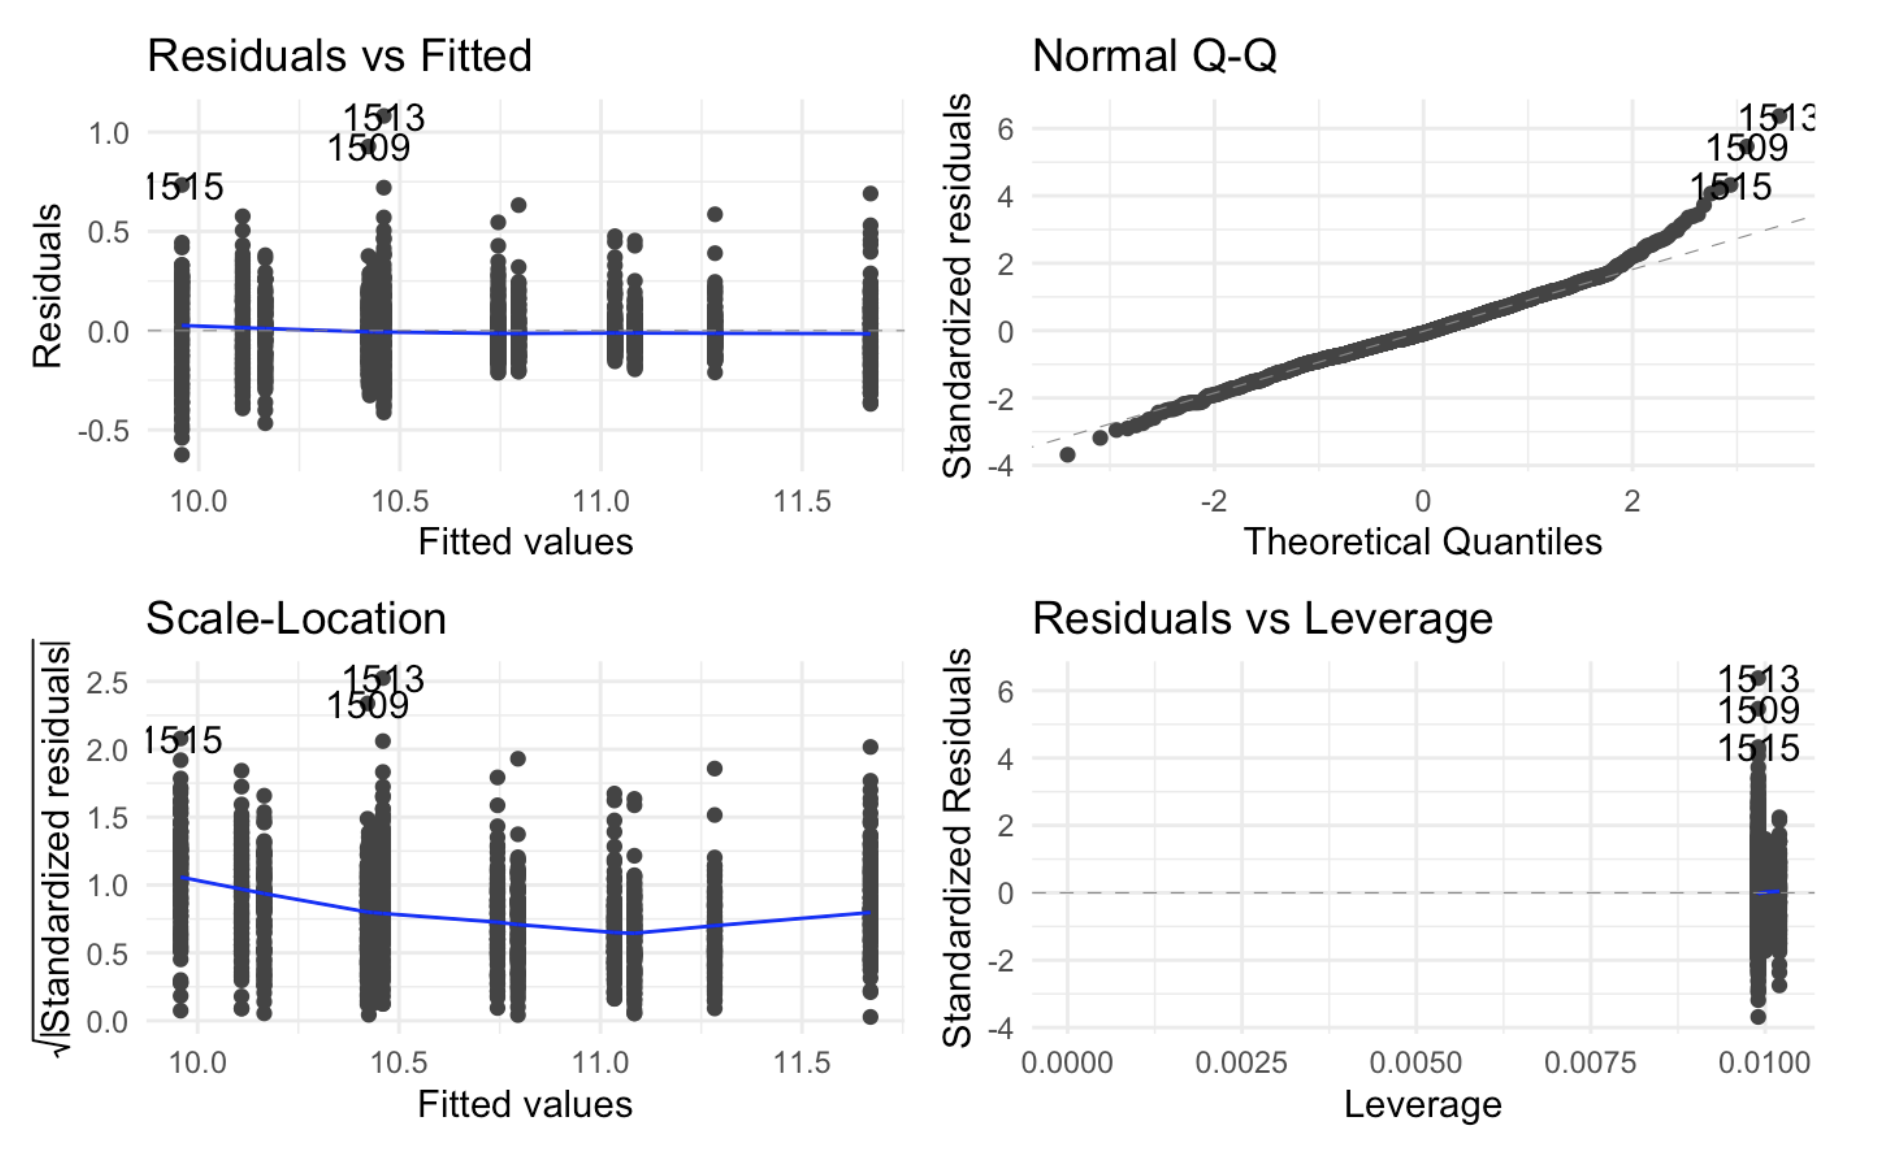 Residuals vs Fitted
1513
1509
1515
1.0
0.5
0.0
-0.5
Residuals
10.0 10.5 11.0 11.5
Fitted values
Normal Q-Q
1513
1509
1515
6
4
2
0
-2
-4
Standardized residuals
-2 0 2
Theoretical Quantiles
Scale-Location
1513
1509
1515
2.5
2.0
1.5
1.0
0.5
0.0
√|Standardized residuals|
10.0 10.5 11.0 11.5
Fitted values
Residuals vs Leverage
1513
1509
1515
6
4
2
0
-2
-4
Standardized Residuals
0.0000 0.0025 0.0050 0.0075 0.0100
Leverage